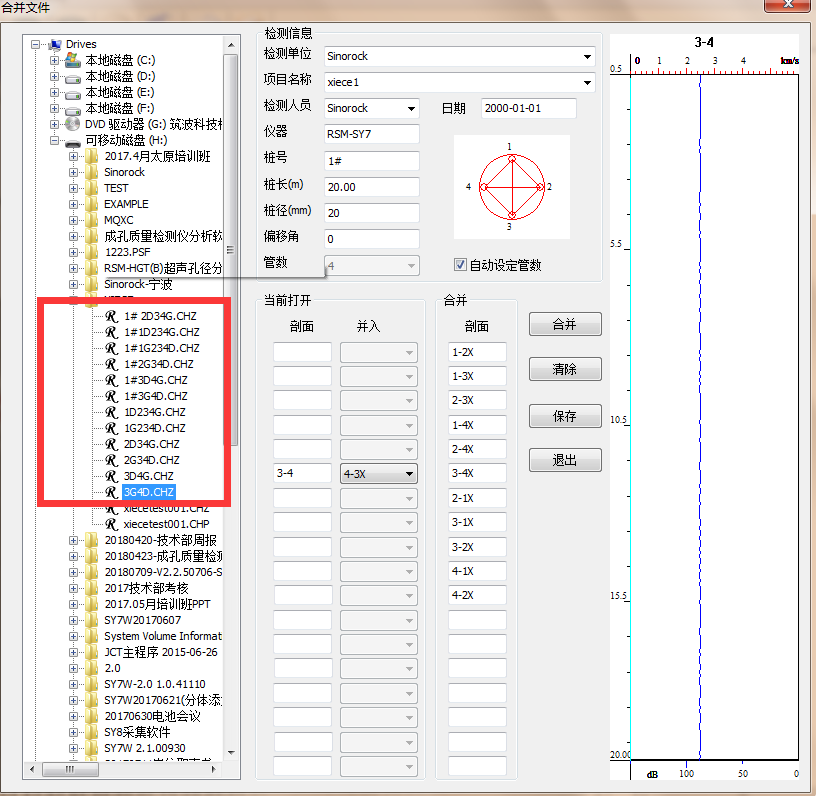 合并文件
Drives
本地磁盘 (C:)
本地磁盘 (D:)
本地磁盘 (E:)
本地磁盘 (F:)
DVD 驱动器 (G:) 筑波科技
可移动磁盘 (H:)
2017.4月太原培训班
Sinorock
TEST
EXAMPLE
MQXC
成孔质量检测仪分析软
1223.PSF
RSM-HGT(B)超声孔径分
Sinorock-宁波
1# 2D34G.CHZ
1#1D234G.CHZ
1#1G234D.CHZ
1#2G34D.CHZ
1#3D4G.CHZ
1#3G4D.CHZ
1D234G.CHZ
1G234D.CHZ
2D34G.CHZ
2G34D.CHZ
3D4G.CHZ
3G4D.CHZ
xiecetest001.CHZ
xiecetest001.CHP
20180420-技术部周报
20180423-成孔质量检测
20180709-V2.2.50706-S
2017技术部考核
2017.05月培训班PPT
SY7W20170607
System Volume Informat
JCT主程序 2015-06-26
2.0
SY7W-2.0 1.0.41110
SY7W20170621(分体添
20170630电池会议
SY8采集软件
SY7W 2.1.00930
检测信息
检测单位 Sinorock
项目名称 xiece1
检测人员 Sinorock 日期 2000-01-01
仪器 RSM-SY7
桩号 1#
桩长(m) 20.00
桩径(mm) 20
偏移角 0
管数 4
1
4 2
3
自动设定管数
当前打开
剖面 并入
3-4 4-3X
合并
剖面
1-2X
1-3X
2-3X
1-4X
2-4X
3-4X
2-1X
3-1X
3-2X
4-1X
4-2X
合并
清除
保存
退出
3-4
0 1 2 3 4 km/s
0.5
5.5
10.5
15.5
20.00
dB 100 50 0